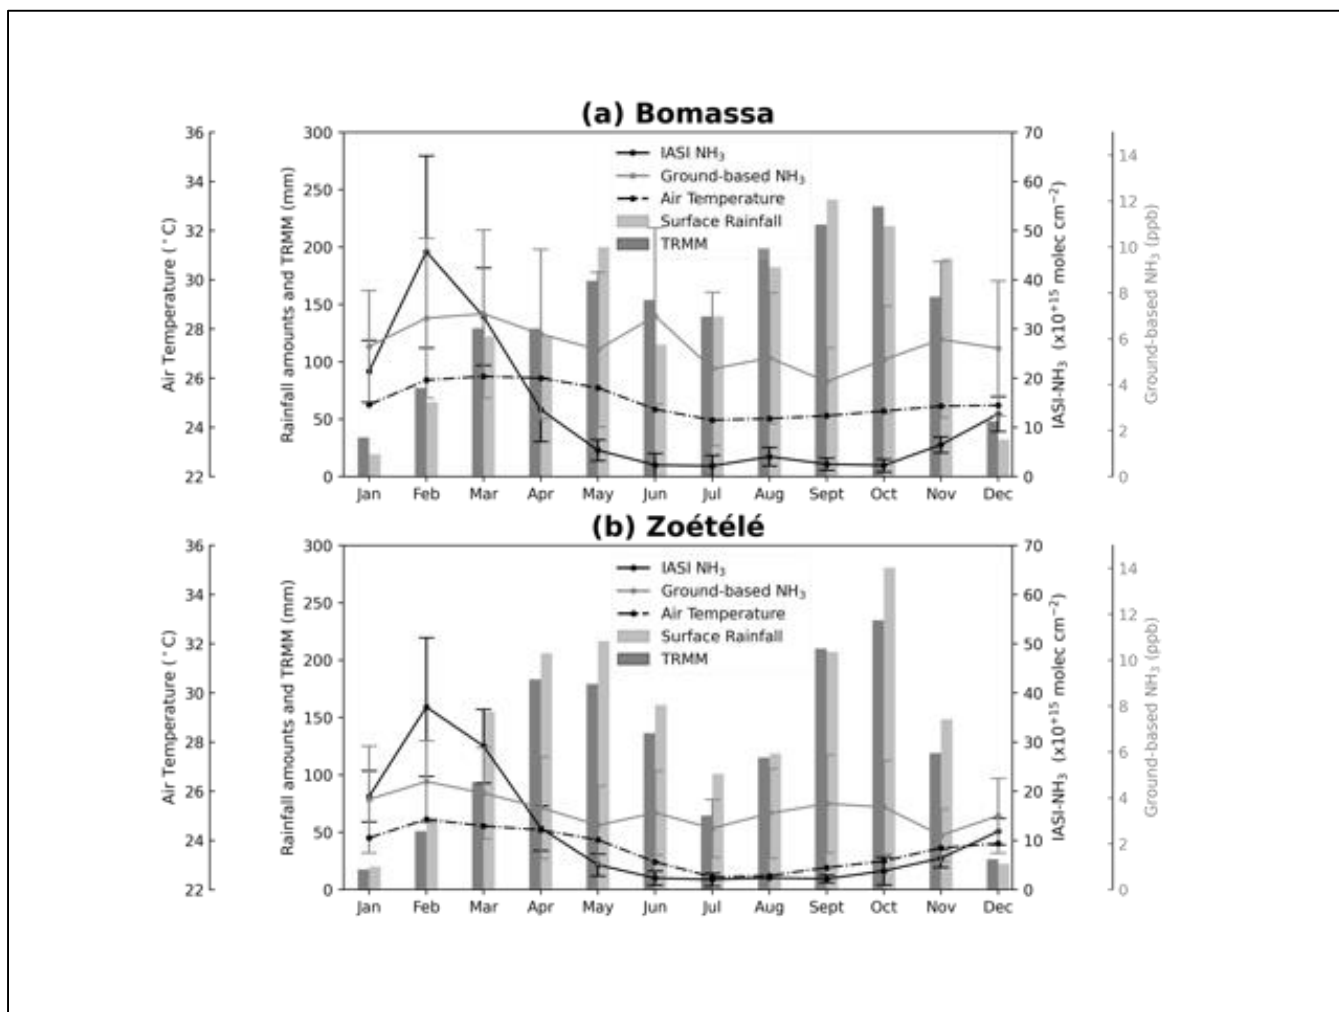 (a) Bomassa
36
34
32
30
28
26
24
22
Air Temperature (°C)
300
250
200
150
100
50
0
Rainfall amounts and TRMM (mm)
IASI NH₃
Ground-based NH₃
Air Temperature
Surface Rainfall
TRMM
70
60
50
40
30
20
10
0
IASI-NH₃ (x10⁺¹⁵ molec cm⁻²)
14
12
10
8
6
4
2
0
Ground-based NH₃ (ppb)
Jan Feb Mar Apr May Jun Jul Aug Sept Oct Nov Dec
(b) Zoétélé
36
34
32
30
28
26
24
22
Air Temperature (°C)
300
250
200
150
100
50
0
Rainfall amounts and TRMM (mm)
IASI NH₃
Ground-based NH₃
Air Temperature
Surface Rainfall
TRMM
70
60
50
40
30
20
10
0
IASI-NH₃ (x10⁺¹⁵ molec cm⁻²)
14
12
10
8
6
4
2
0
Ground-based NH₃ (ppb)
Jan Feb Mar Apr May Jun Jul Aug Sept Oct Nov Dec